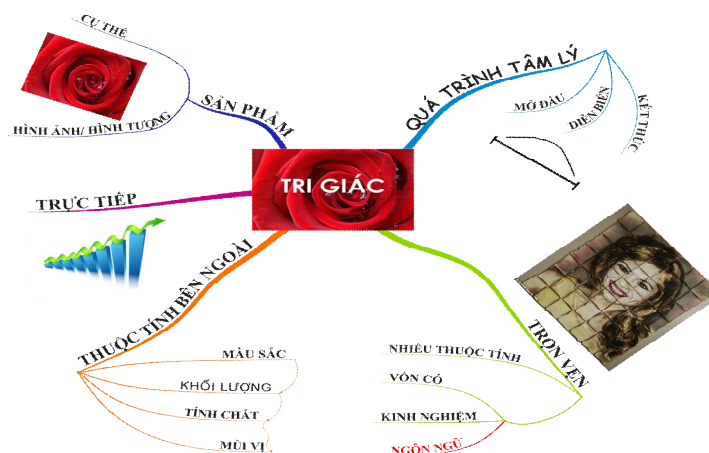 TRI GIÁC
QUÁ TRÌNH TÂM LÝ
MỞ ĐẦU
DIỄN BIẾN
KẾT THÚC
TRỌN VẸN
NHIỀU THUỘC TÍNH
VỐN CÓ
KINH NGHIỆM
NGÔN NGỮ
THUỘC TÍNH BÊN NGOÀI
MÀU SẮC
KHỐI LƯỢNG
TÍNH CHẤT
MÙI VỊ
TRỰC TIẾP
SẢN PHẨM
CỤ THỂ
HÌNH ẢNH/ HÌNH TƯỢNG